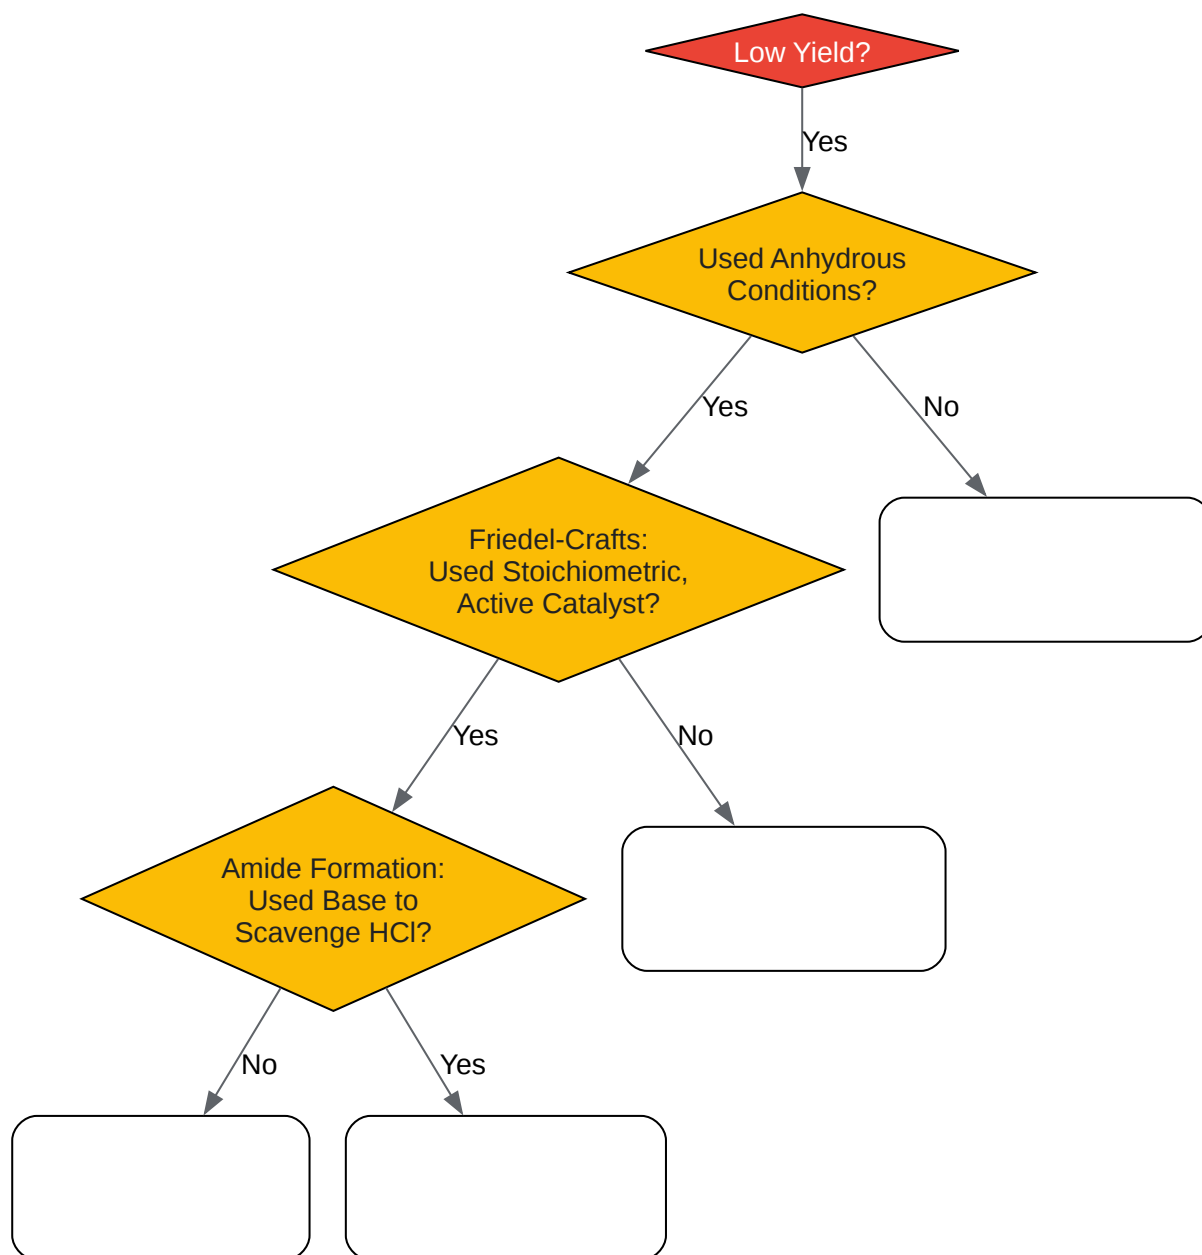 Low Yield?
Yes
Used Anhydrous
Conditions?
Yes
No
Friedel-Crafts:
Used Stoichiometric,
Active Catalyst?
Yes
No
Amide Formation:
Used Base to
Scavenge HCl?
No
Yes